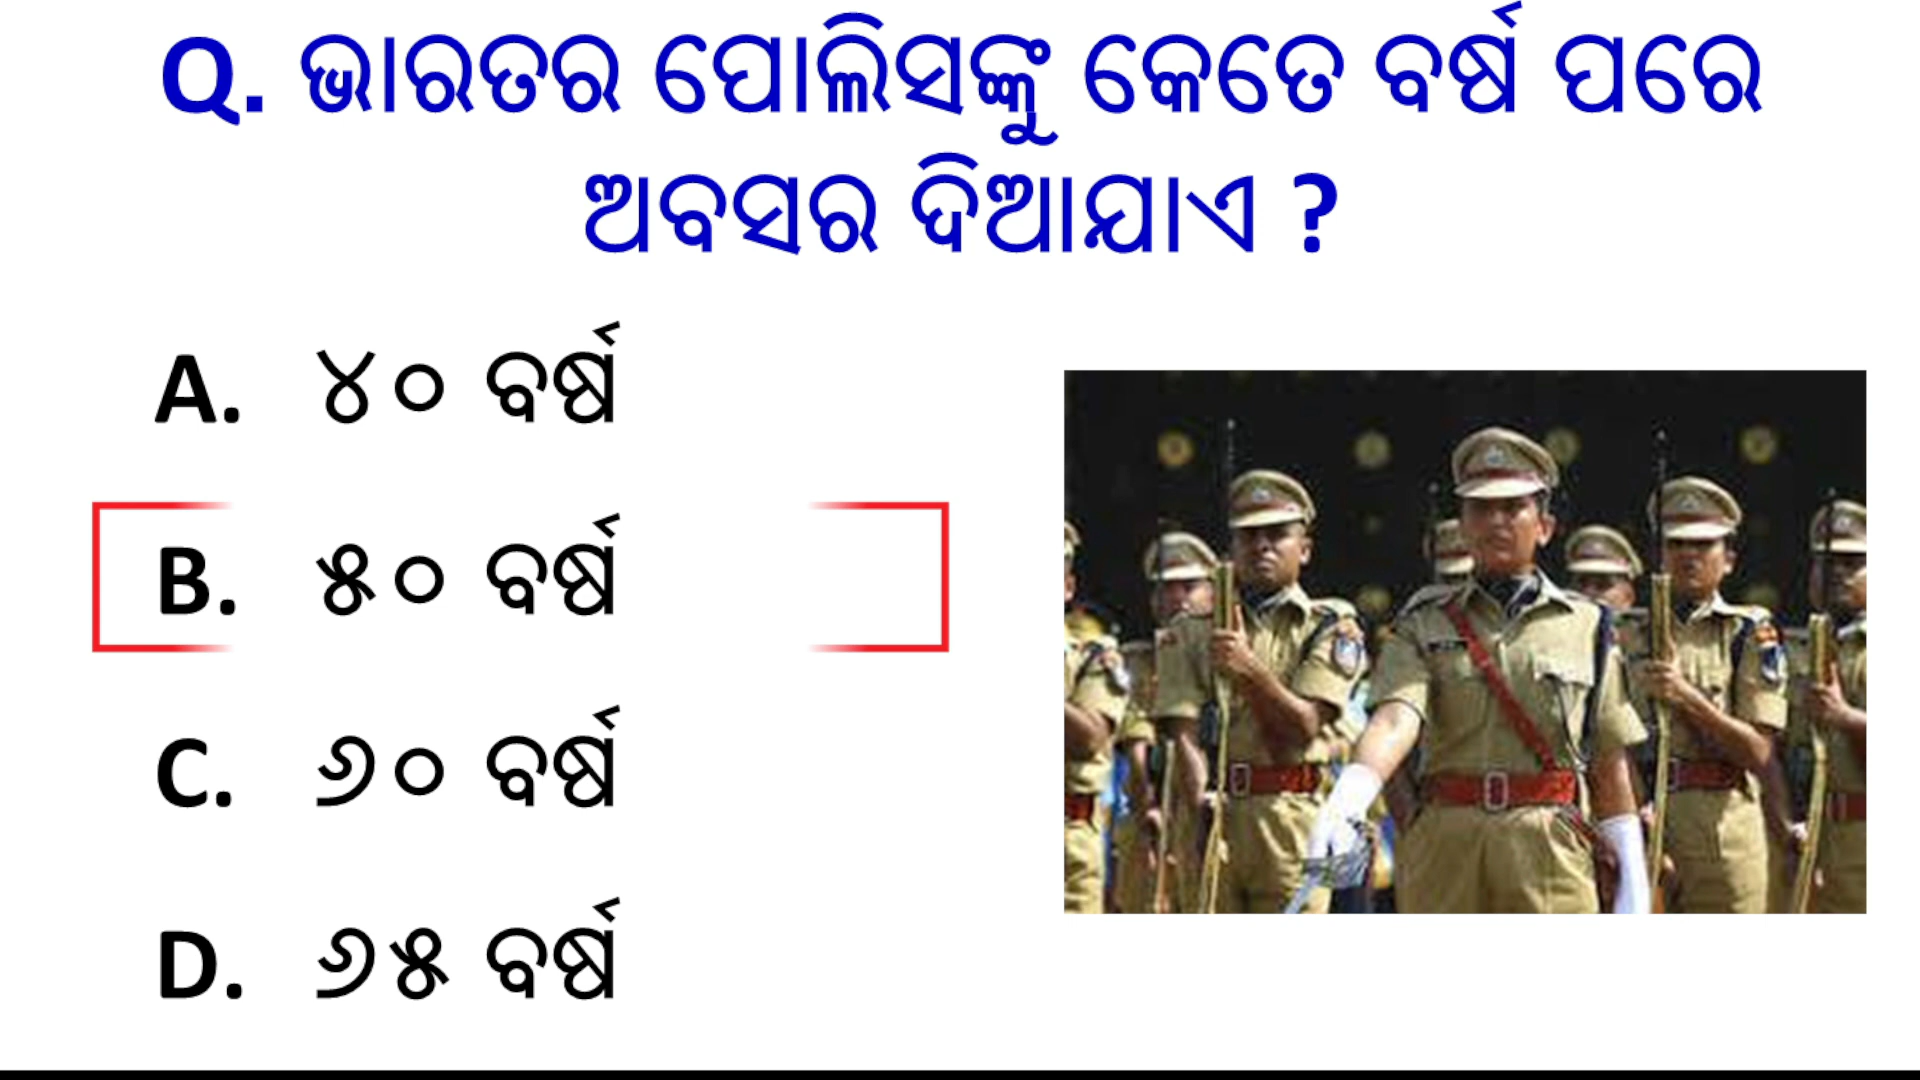 Q. ଭାରତର ପୋଲିସଙ୍କୁ କେତେ ବର୍ଷ ପରେ
ଅବସର ଦିଆଯାଏ ?
A. ୪୦ ବର୍ଷ
B. ୫୦ ବର୍ଷ
C. ୬୦ ବର୍ଷ
D. ୬୫ ବର୍ଷ